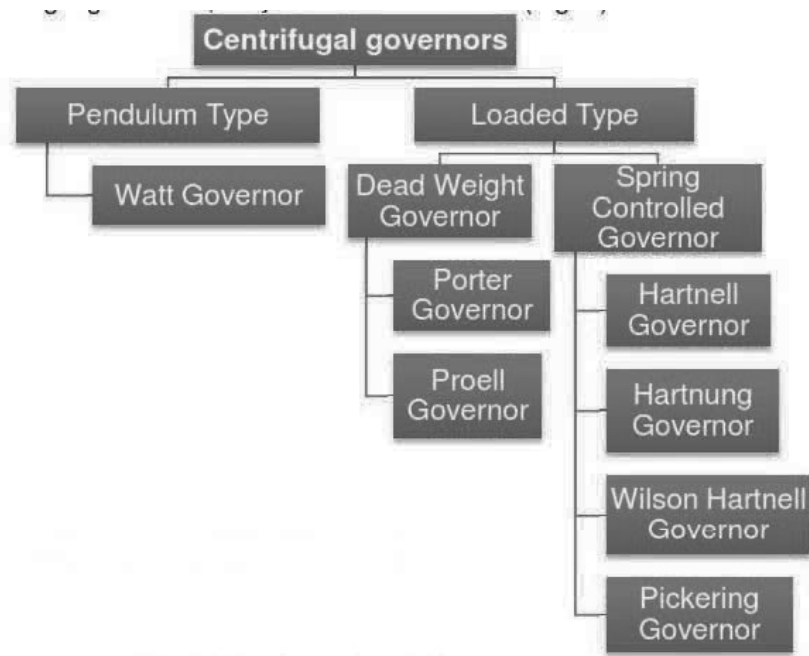 Centrifugal governors
Pendulum Type
Loaded Type
Watt Governor
Dead Weight
Governor
Spring
Controlled
Governor
Porter
Governor
Proell
Governor
Hartnell
Governor
Hartnung
Governor
Wilson Hartnell
Governor
Pickering
Governor